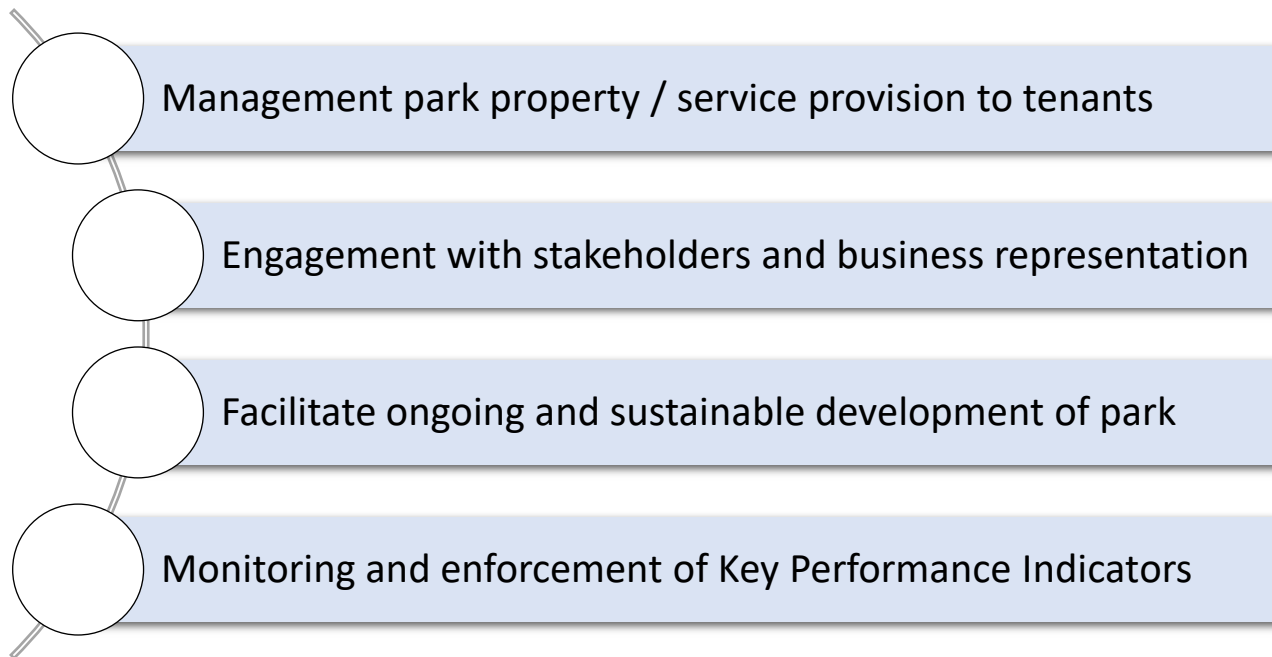 Management park property / service provision to tenants
Engagement with stakeholders and business representation
Facilitate ongoing and sustainable development of park
Monitoring and enforcement of Key Performance Indicators